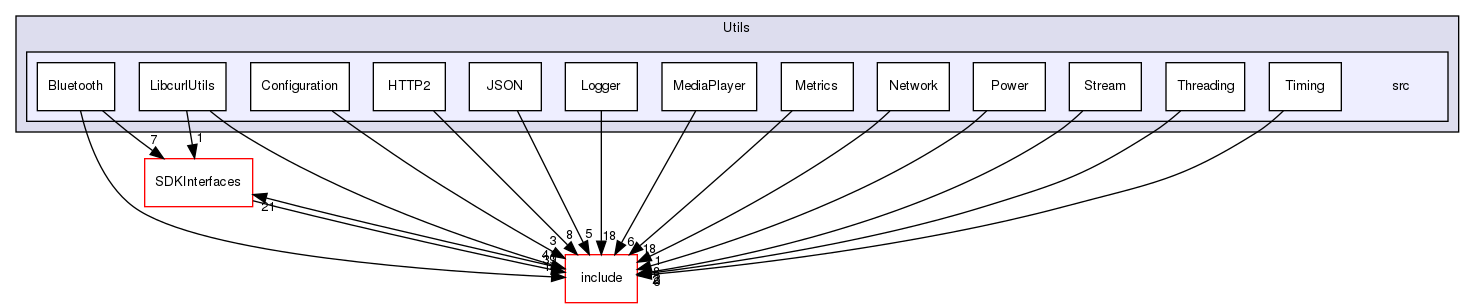 Utils
Bluetooth LibcurlUtils Configuration HTTP2 JSON Logger MediaPlayer Metrics Network Power Stream Threading Timing src
7 1
SDKInterfaces
21
3 8 5 18 6 18
1
include